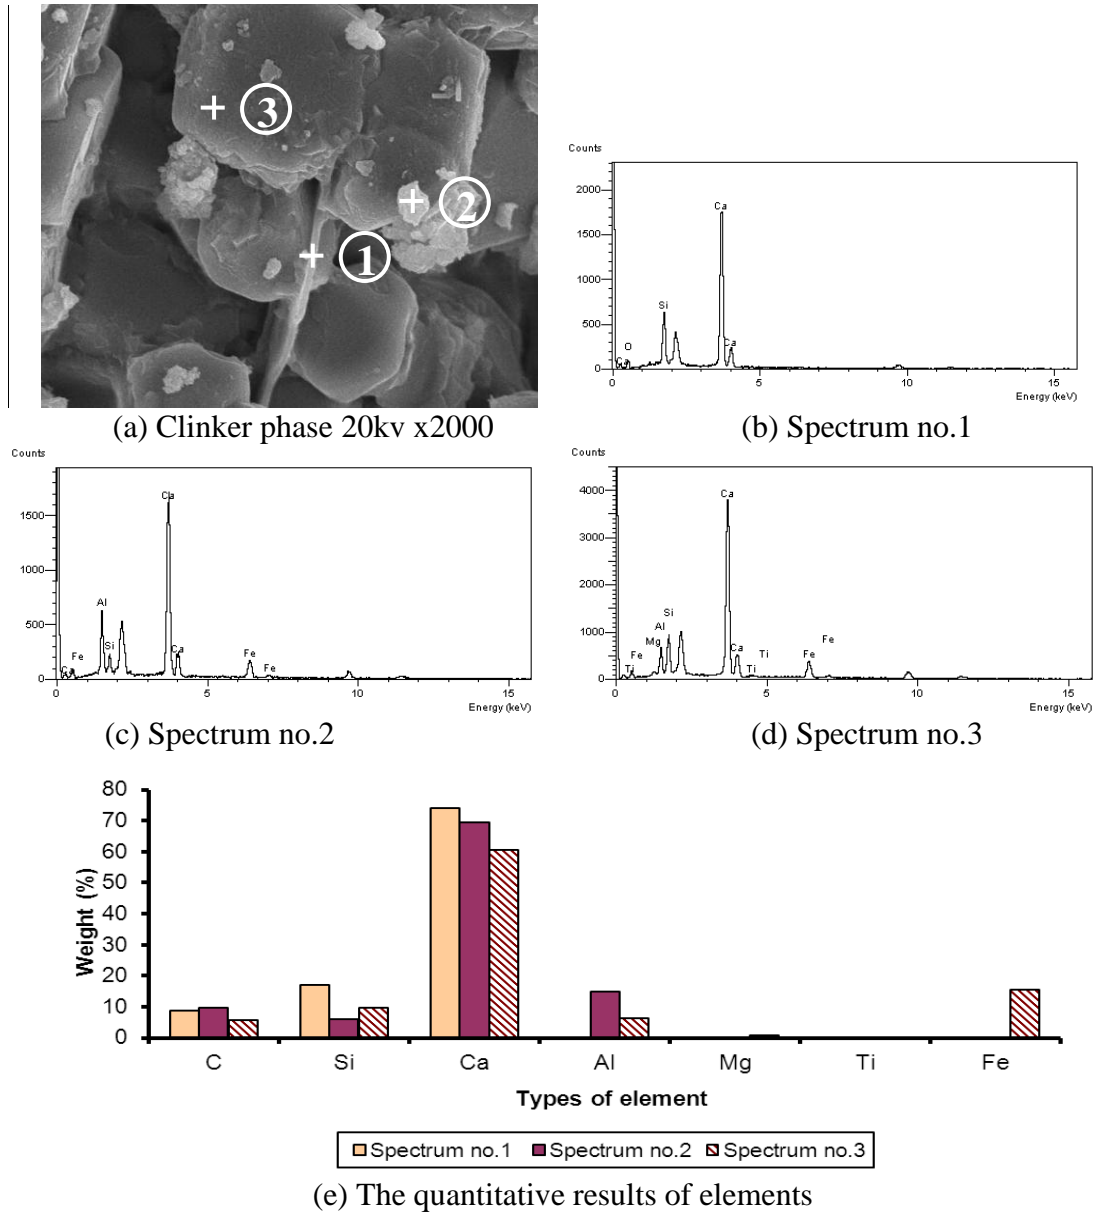 3
2
1
(a) Clinker phase 20kv x2000
Counts
2000
1000
500
0
Ca
Si
O
Ca
Ca
0 5 10 15
Energy (keV)
(b) Spectrum no.1
Counts
1500
1000
500
0
Ca
Al
Si
Ca
Fe
C
Fe
Fe
0 5 10 15
Energy (keV)
(c) Spectrum no.2
Counts
4000
3000
2000
1000
0
Ca
Si
Al
Mg
Fe
Ti
Ca
Ti
Ti
Fe
Fe
0 5 10 15
Energy (keV)
(d) Spectrum no.3
Weight (%)
80
70
60
50
40
30
20
10
0
C Si Ca Al Mg Ti Fe
Types of element
Spectrum no.1 Spectrum no.2 Spectrum no.3
(e) The quantitative results of elements